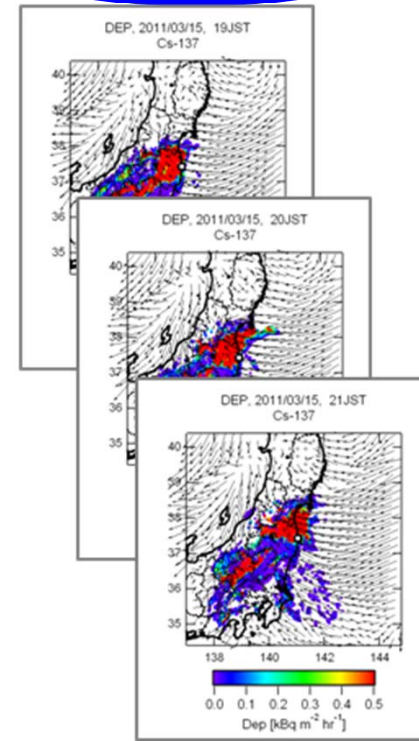 DEP, 2011/03/15, 19JST
Cs-137
40
39
38
37
36
35
DEP, 2011/03/15, 20JST
Cs-137
40
39
38
37
36
35
DEP, 2011/03/15, 21JST
Cs-137
40
39
38
37
36
35
138 140 142 144
0.0 0.1 0.2 0.3 0.4 0.5
Dep [kBq m⁻² hr⁻¹]